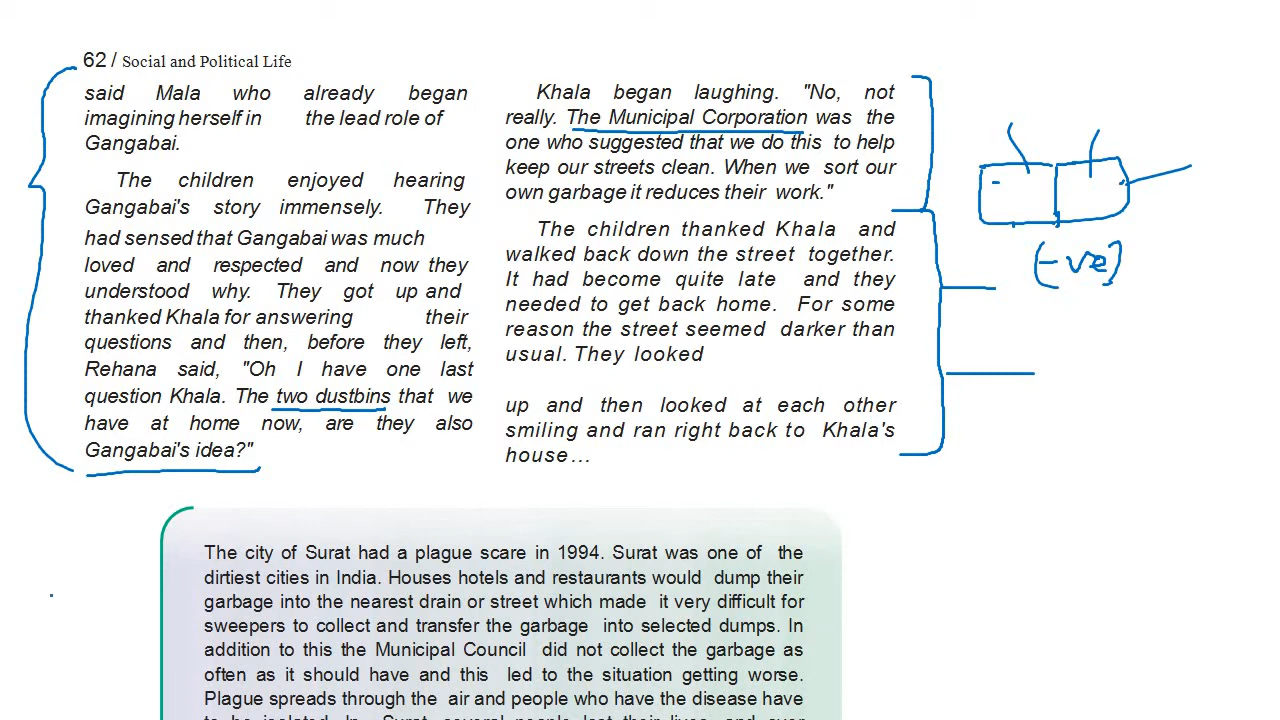 62 / Social and Political Life
said Mala who already began
imagining herself in the lead role of
Gangabai.
The children enjoyed hearing
Gangabai's story immensely. They
had sensed that Gangabai was much
loved and respected and now they
understood why. They got up and
thanked Khala for answering their
questions and then, before they left,
Rehana said, "Oh I have one last
question Khala. The two dustbins that we
have at home now, are they also
Gangabai's idea?"
Khala began laughing. "No, not
really. The Municipal Corporation was the
one who suggested that we do this to help
keep our streets clean. When we sort our
own garbage it reduces their work."
The children thanked Khala and
walked back down the street together.
It had become quite late and they
needed to get back home. For some
reason the street seemed darker than
usual. They looked
up and then looked at each other
smiling and ran right back to Khala's
house...
(-ve)
The city of Surat had a plague scare in 1994. Surat was one of the
dirtiest cities in India. Houses hotels and restaurants would dump their
garbage into the nearest drain or street which made it very difficult for
sweepers to collect and transfer the garbage into selected dumps. In
addition to this the Municipal Council did not collect the garbage as
often as it should have and this led to the situation getting worse.
Plague spreads through the air and people who have the disease have
to be isolated. In Surat, several people lost their lives, and over